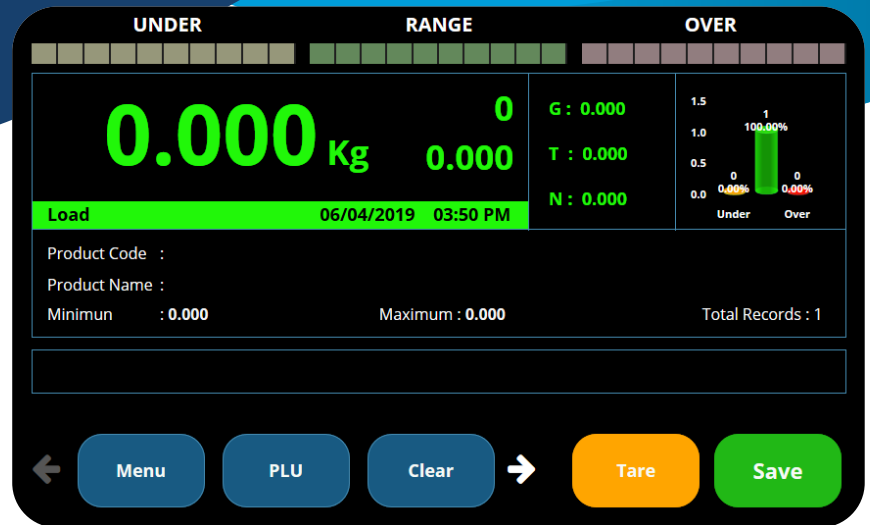 UNDER RANGE OVER
0.000 Kg
0
0.000
Load 06/04/2019 03:50 PM
G : 0.000
T : 0.000
N : 0.000
1.5
1.0
0.5
0.0
1
100.00%
0
0.00%
0
0.00%
Under Over
Product Code :
Product Name :
Minimun : 0.000 Maximum : 0.000 Total Records : 1
Menu PLU Clear Tare Save